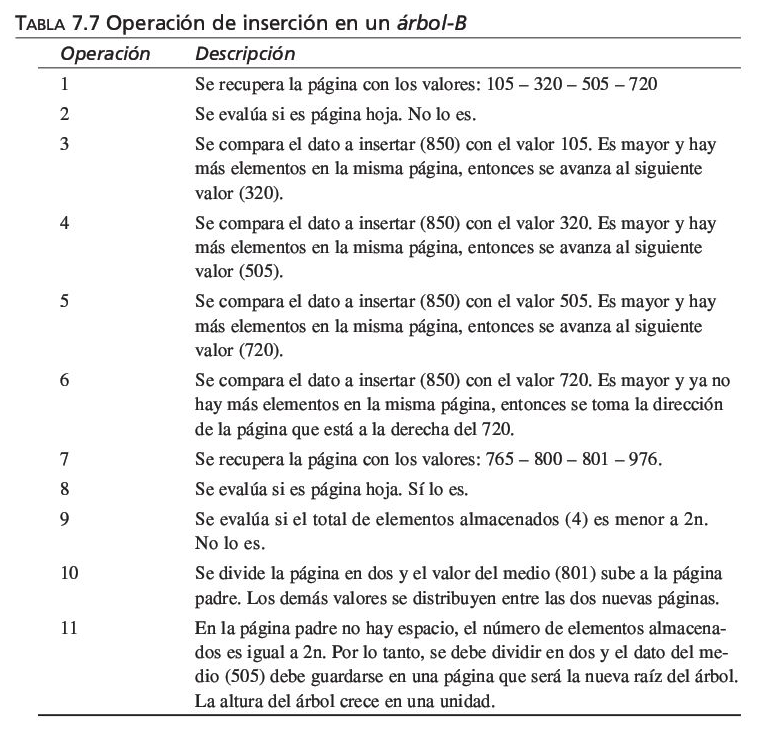 TABLA 7.7 Operación de inserción en un árbol-B
Operación Descripción
1 Se recupera la página con los valores: 105 – 320 – 505 – 720
2 Se evalúa si es página hoja. No lo es.
3 Se compara el dato a insertar (850) con el valor 105. Es mayor y hay
más elementos en la misma página, entonces se avanza al siguiente
valor (320).
4 Se compara el dato a insertar (850) con el valor 320. Es mayor y hay
más elementos en la misma página, entonces se avanza al siguiente
valor (505).
5 Se compara el dato a insertar (850) con el valor 505. Es mayor y hay
más elementos en la misma página, entonces se avanza al siguiente
valor (720).
6 Se compara el dato a insertar (850) con el valor 720. Es mayor y ya no
hay más elementos en la misma página, entonces se toma la dirección
de la página que está a la derecha del 720.
7 Se recupera la página con los valores: 765 – 800 – 801 – 976.
8 Se evalúa si es página hoja. Sí lo es.
9 Se evalúa si el total de elementos almacenados (4) es menor a 2n.
No lo es.
10 Se divide la página en dos y el valor del medio (801) sube a la página
padre. Los demás valores se distribuyen entre las dos nuevas páginas.
11 En la página padre no hay espacio, el número de elementos almacena-
dos es igual a 2n. Por lo tanto, se debe dividir en dos y el dato del me-
dio (505) debe guardarse en una página que será la nueva raíz del árbol.
La altura del árbol crece en una unidad.